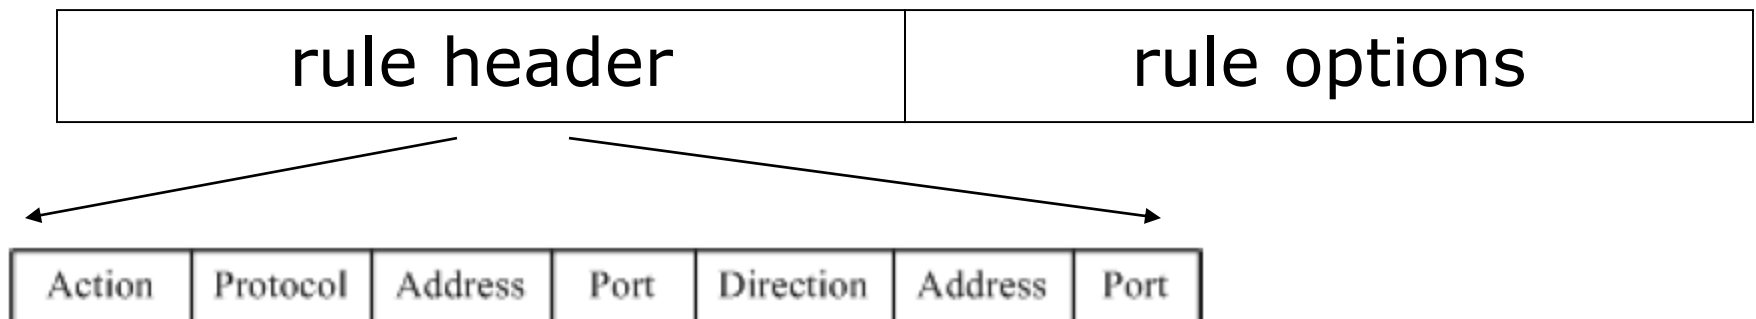 rule header rule options
Action Protocol Address Port Direction Address Port